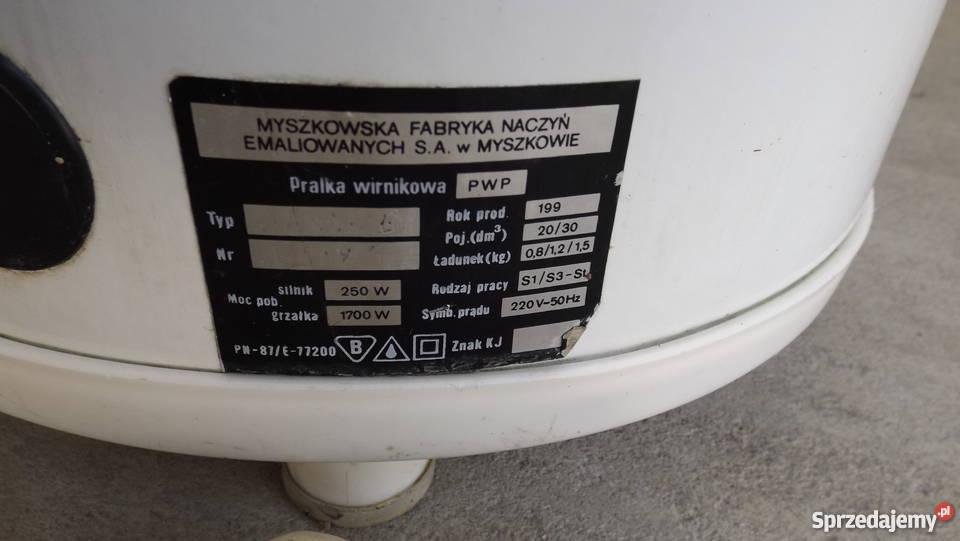 MYSZKOWSKA FABRYKA NACZYŃ
EMALIOWANYCH S.A. w MYSZKOWIE
Pralka wirnikowa PWP
Typ
Nr
Rok prod. 199
Poj.(dm³) 20/30
Ładunek(kg) 0,8/1,2/1,5
Moc pob. silnik 250 W
grzałka 1700 W
Rodzaj pracy S1/S3-St
Symb. prądu 220V~50Hz
PN-87/E-77200 B Znak KJ
Sprzedajemy.pl